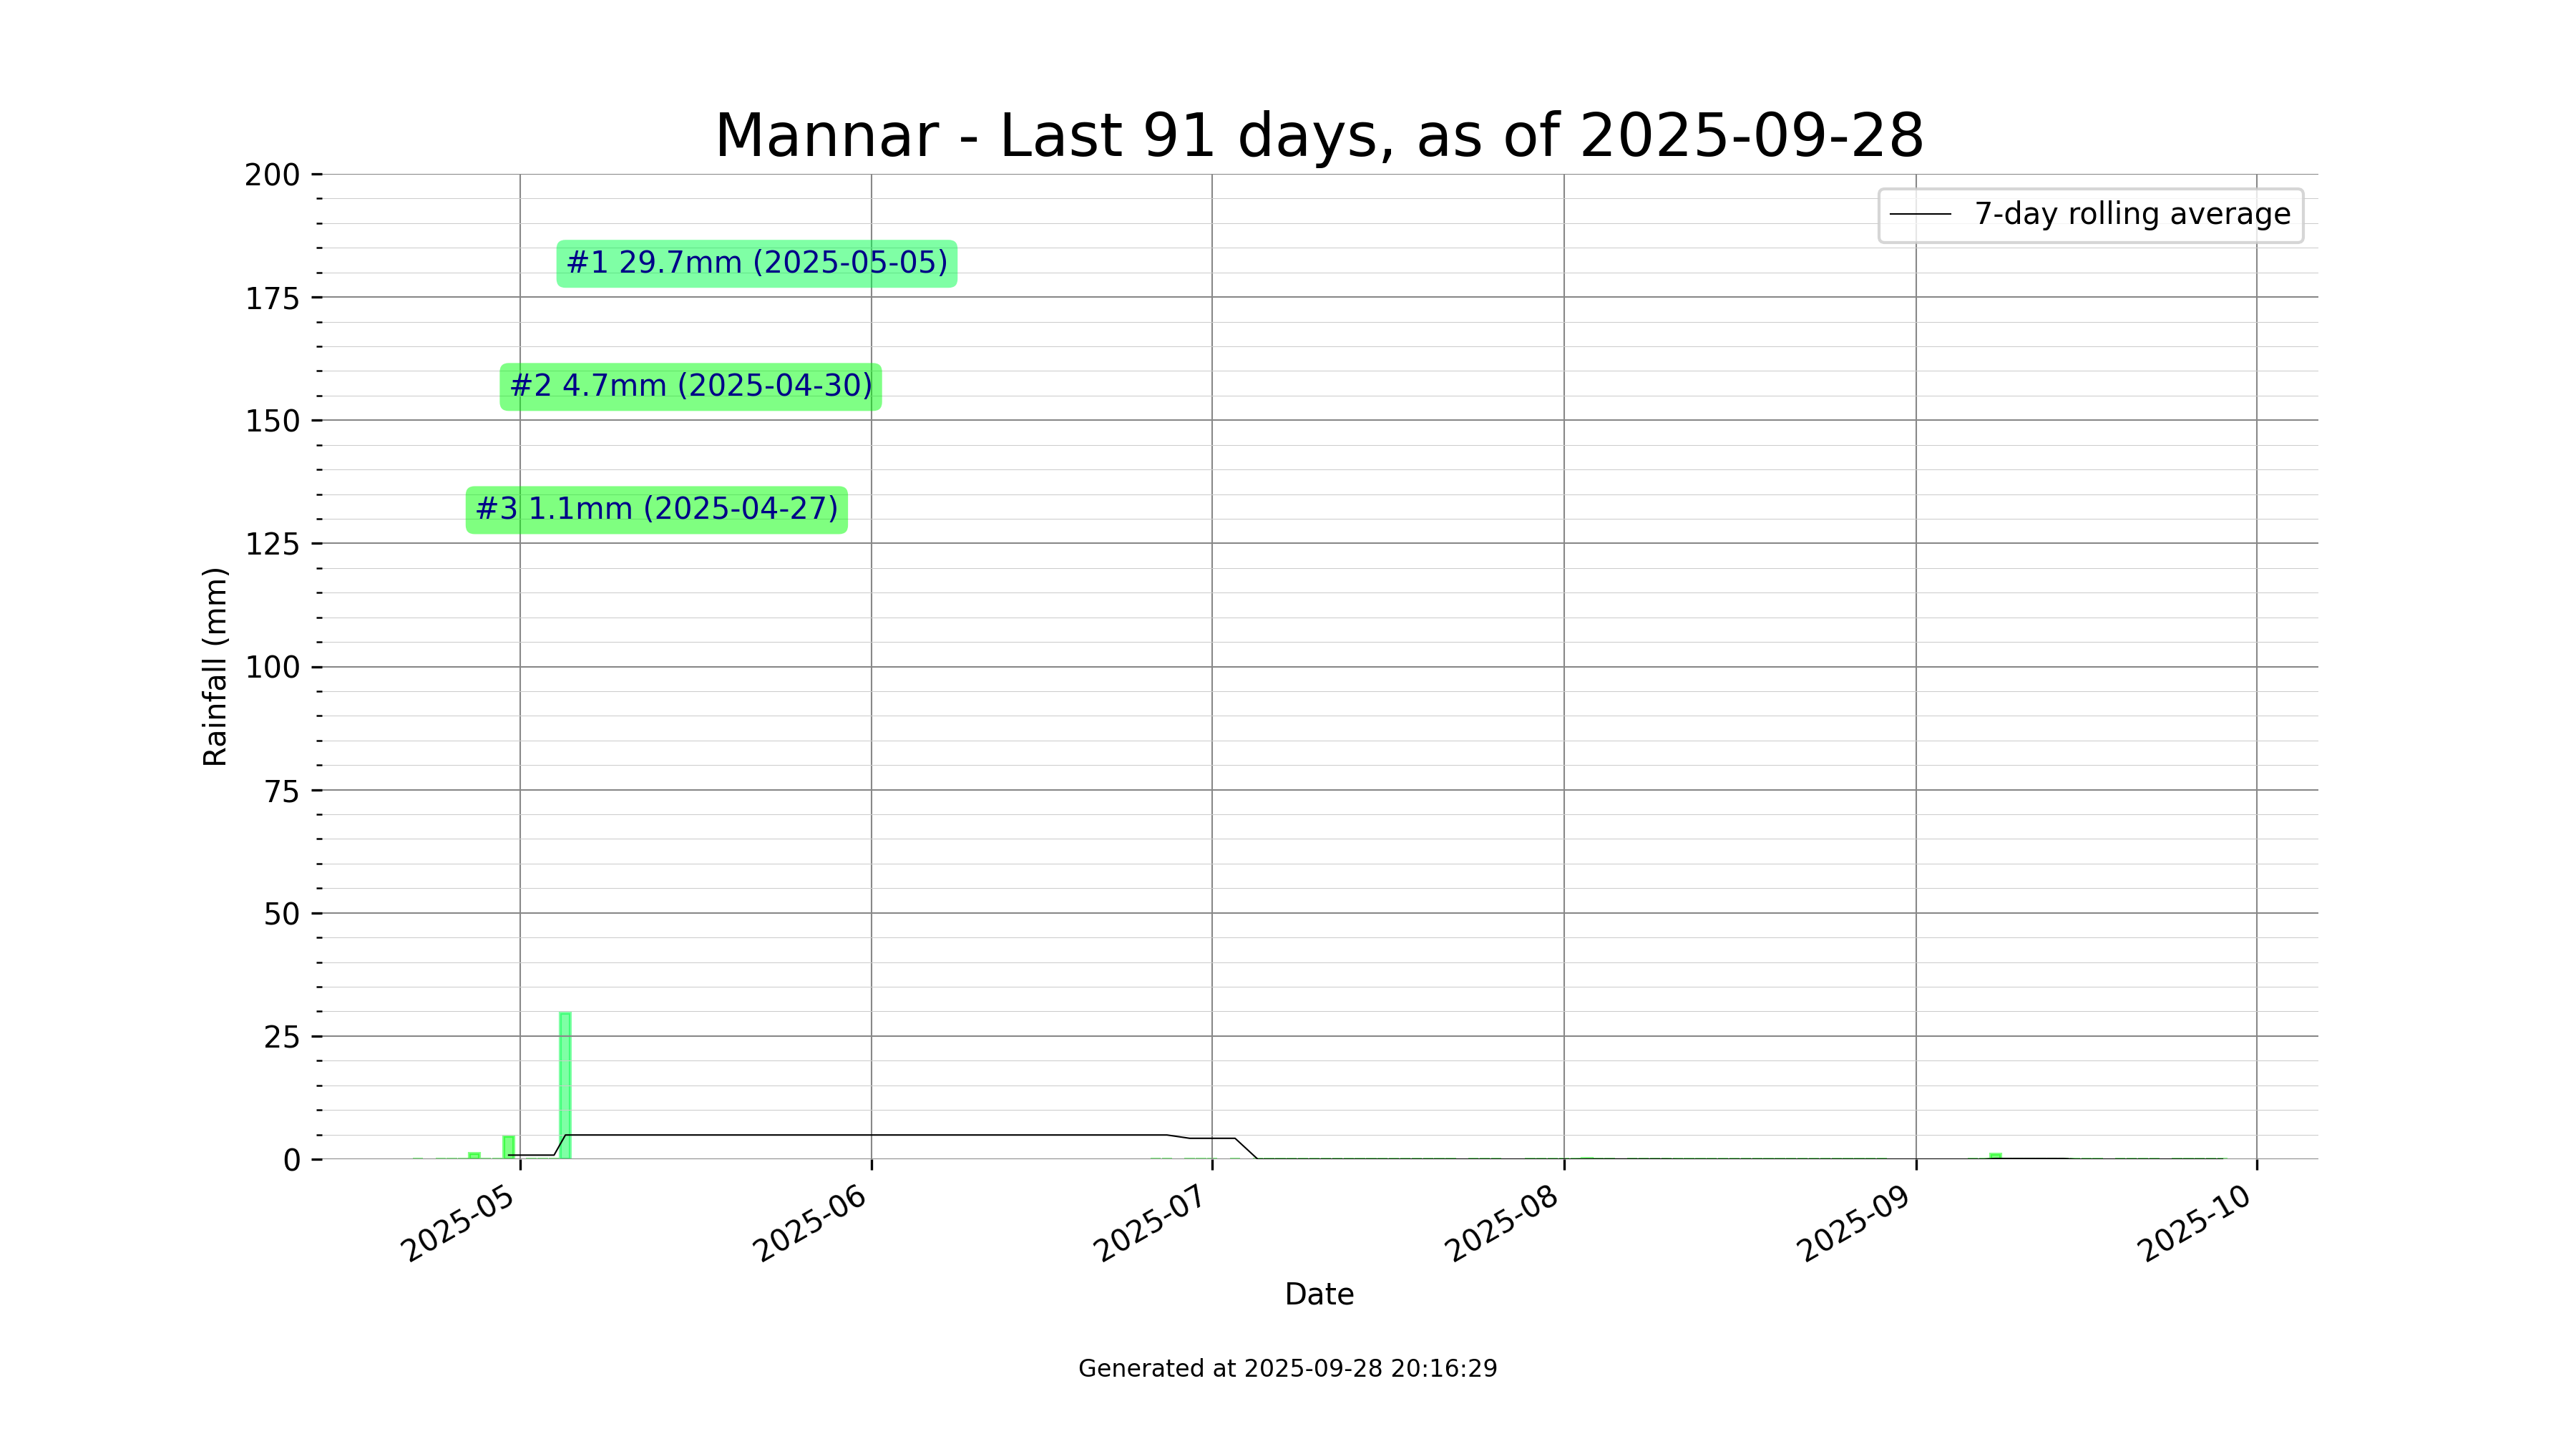 Mannar - Last 91 days, as of 2025-09-28
200
175
150
125
100
75
50
25
0
Rainfall (mm)
7-day rolling average
#1 29.7mm (2025-05-05)
#2 4.7mm (2025-04-30)
#3 1.1mm (2025-04-27)
2025-05
2025-06
2025-07
2025-08
2025-09
2025-10
Date
Generated at 2025-09-28 20:16:29